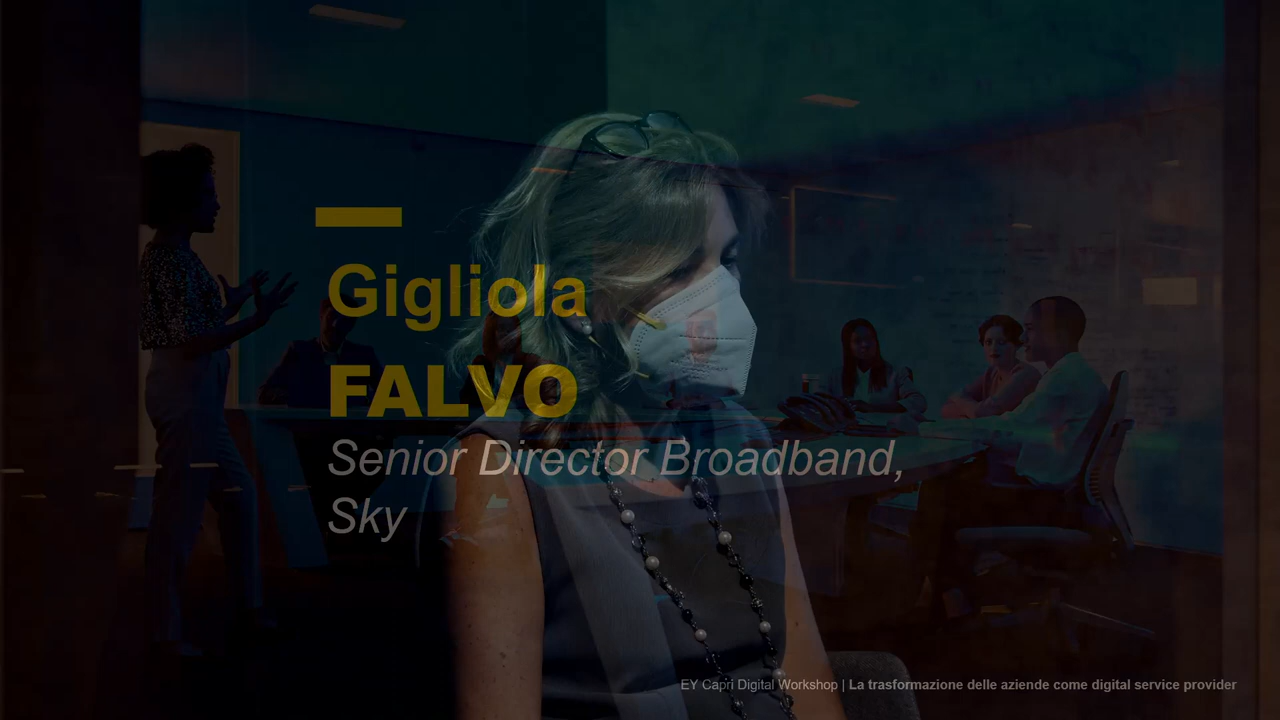 Gigliola
FALVO
Senior Director Broadband,
Sky
EY Capri Digital Workshop | La trasformazione delle aziende come digital service provider